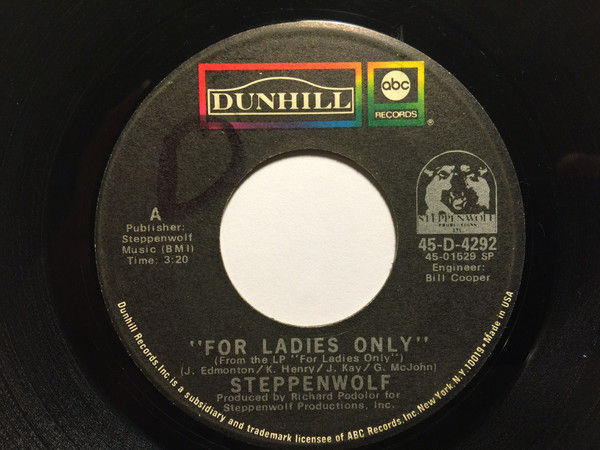 DUNHILL
abc
RECORDS
®
A
Publisher:
Steppenwolf
Music (BMI)
Time: 3:20
STEPPENWOLF
PRODUCTIONS
INC.
45-D-4292
45-01529 SP
Engineer:
Bill Cooper
"FOR LADIES ONLY"
(From the LP "For Ladies Only")
(J. Edmonton/K. Henry/J. Kay/G. McJohn)
STEPPENWOLF
Produced by Richard Podolor for
Steppenwolf Productions, Inc.
Dunhill Records, Inc. is a subsidiary and trademark licensee of ABC Records, Inc. New York, N.Y. 10019 • Made in USA